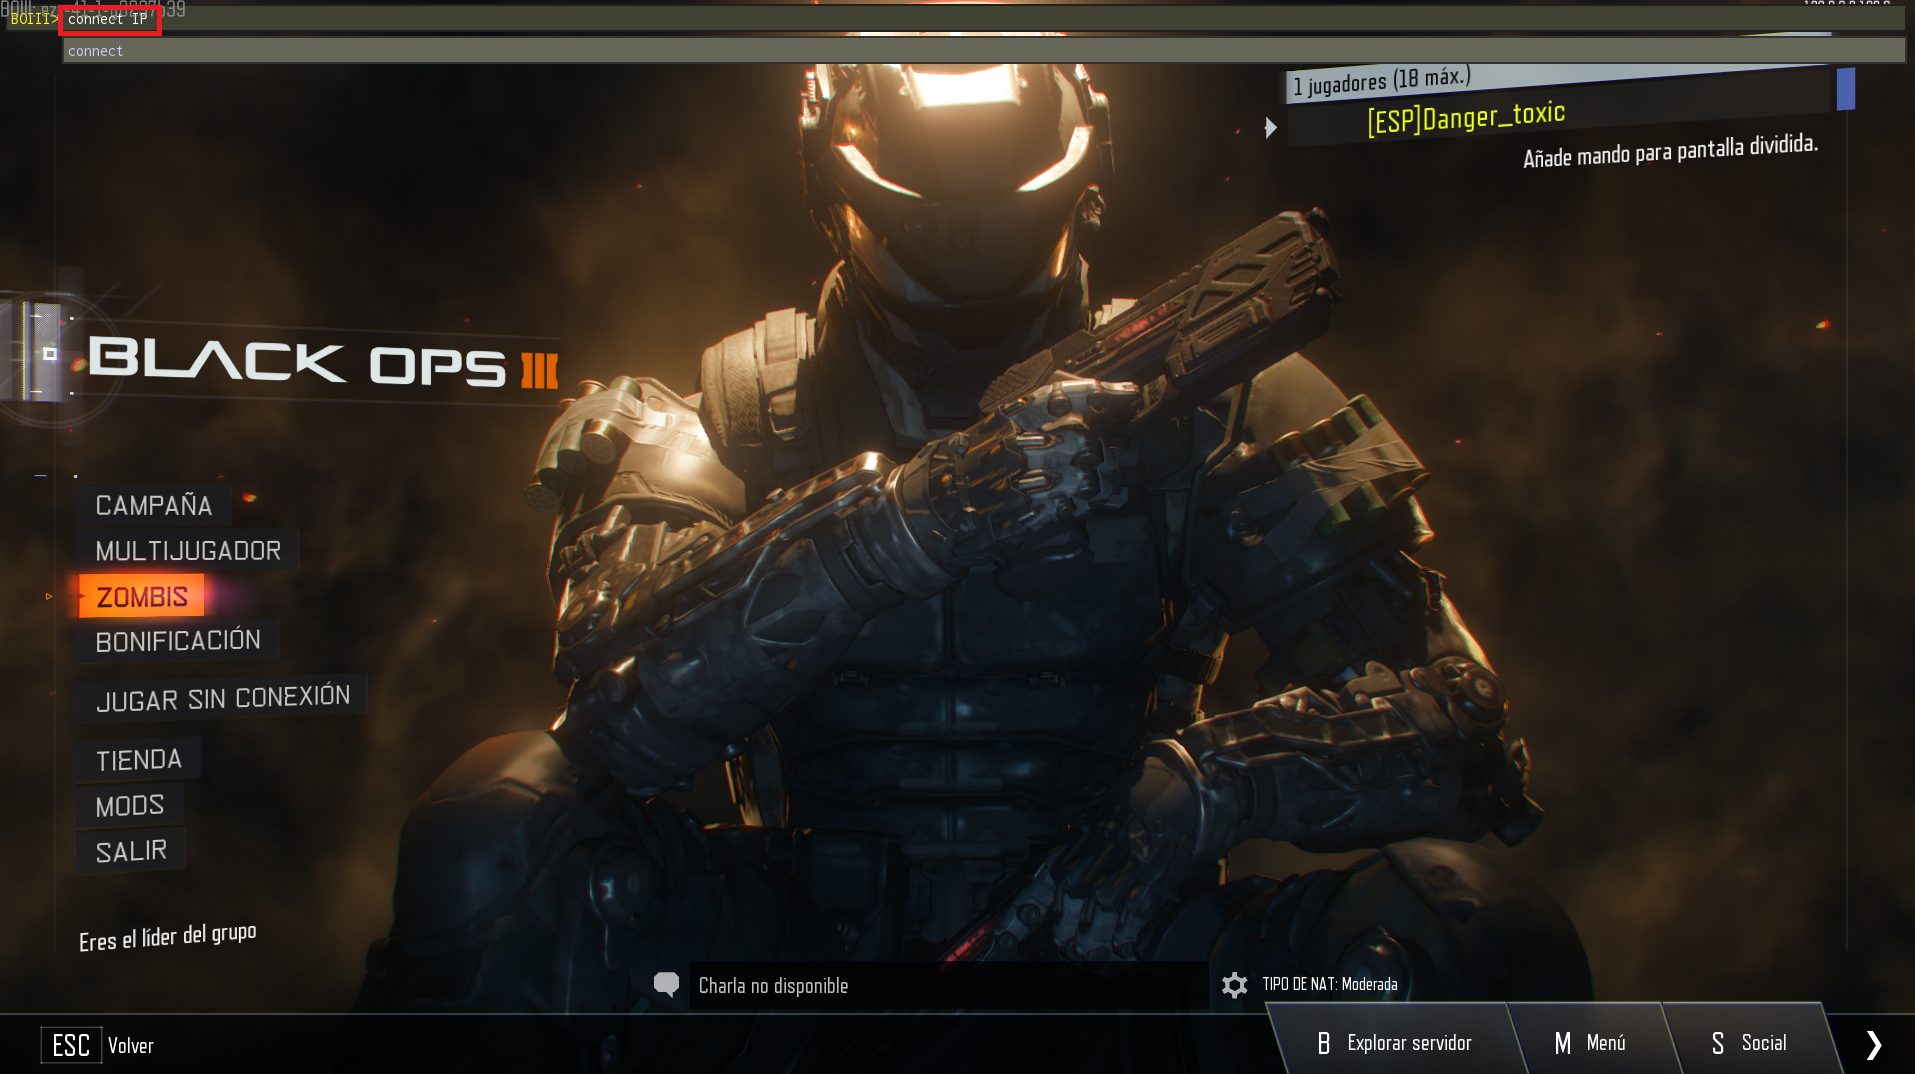 BOIII> connect IP
connect
1 jugadores (18 máx.)
[ESP]Danger_toxic
Añade mando para pantalla dividida.
BLACK OPS III
CAMPAÑA
MULTIJUGADOR
ZOMBIS
BONIFICACIÓN
JUGAR SIN CONEXIÓN
TIENDA
MODS
SALIR
Eres el líder del grupo
Charla no disponible
TIPO DE NAT: Moderada
ESC Volver
B Explorar servidor
M Menú
S Social